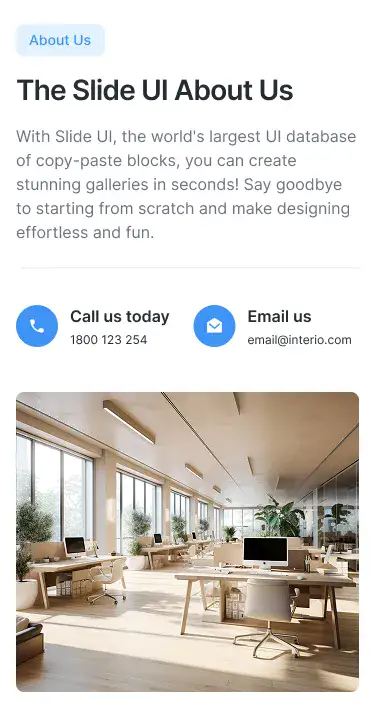 About Us
The Slide UI About Us
With Slide UI, the world's largest UI database
of copy-paste blocks, you can create
stunning galleries in seconds! Say goodbye
to starting from scratch and make designing
effortless and fun.
Call us today
1800 123 254
Email us
email@interio.com